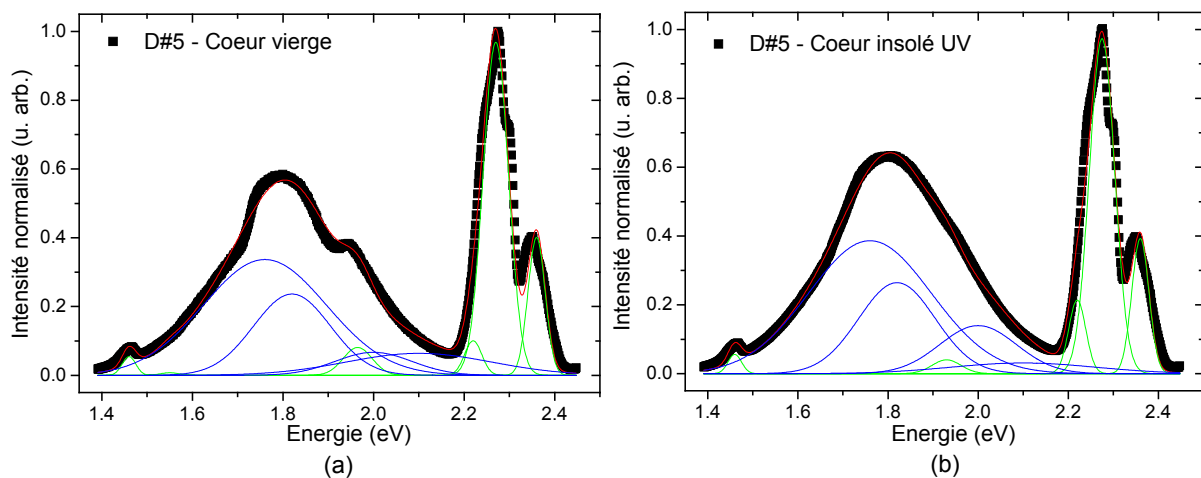 D#5 - Coeur vierge
Intensité normalisé (u. arb.)
1.0
0.8
0.6
0.4
0.2
0.0
1.4 1.6 1.8 2.0 2.2 2.4
Energie (eV)
(a)
D#5 - Coeur insolé UV
Intensité normalisé (u. arb.)
1.0
0.8
0.6
0.4
0.2
0.0
1.4 1.6 1.8 2.0 2.2 2.4
Energie (eV)
(b)